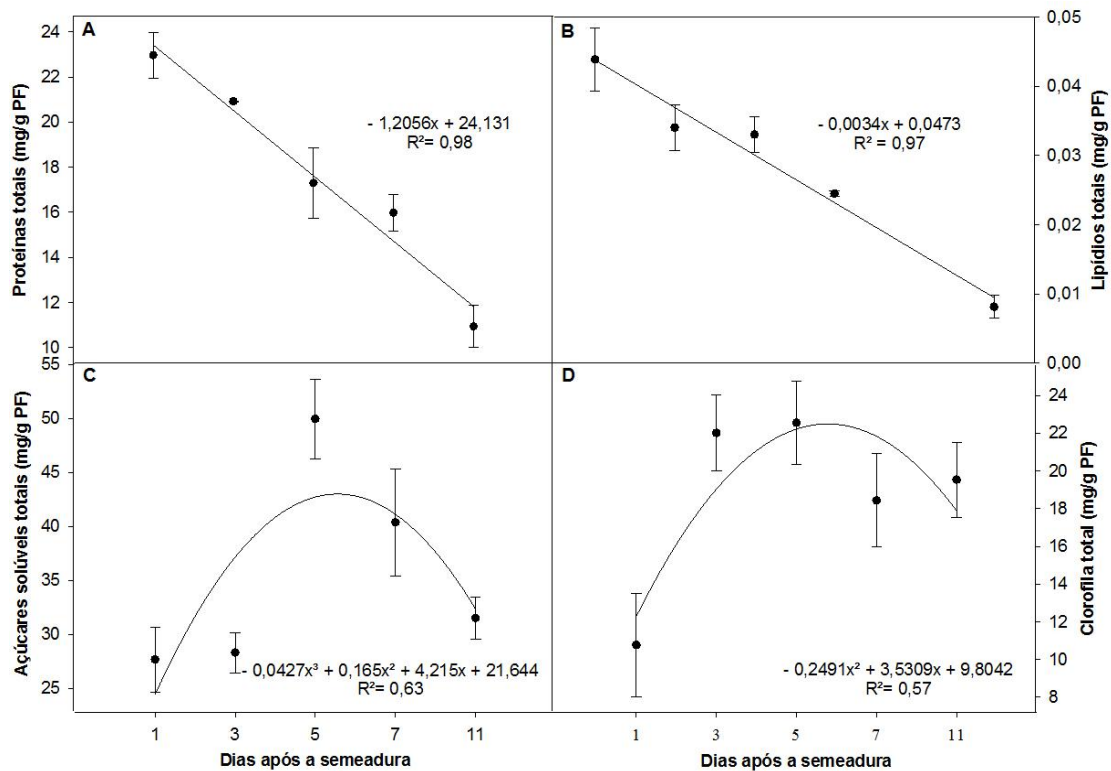 A
Proteínas totais (mg/g PF)
24
22
20
18
16
14
12
10
- 1,2056x + 24,131
R²= 0,98
B
- 0,0034x + 0,0473
R² = 0,97
0,05
0,04
0,03
0,02
0,01
0,00
Lipídios totais (mg/g PF)
C
Açúcares solúveis totais (mg/g PF)
55
50
45
40
35
30
25
- 0,0427x³ + 0,165x² + 4,215x + 21,644
R²= 0,63
1 3 5 7 11
Dias após a semeadura
D
- 0,2491x² + 3,5309x + 9,8042
R²= 0,57
24
22
20
18
16
14
12
10
8
Clorofila total (mg/g PF)
1 3 5 7 11
Dias após a semeadura